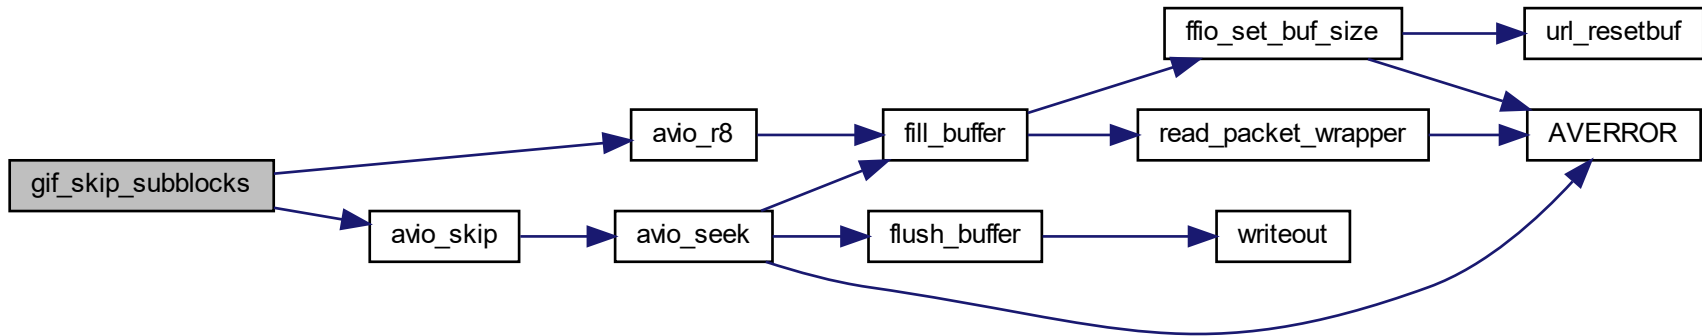 ffio_set_buf_size
url_resetbuf
avio_r8
fill_buffer
read_packet_wrapper
AVERROR
gif_skip_subblocks
avio_skip
avio_seek
flush_buffer
writeout